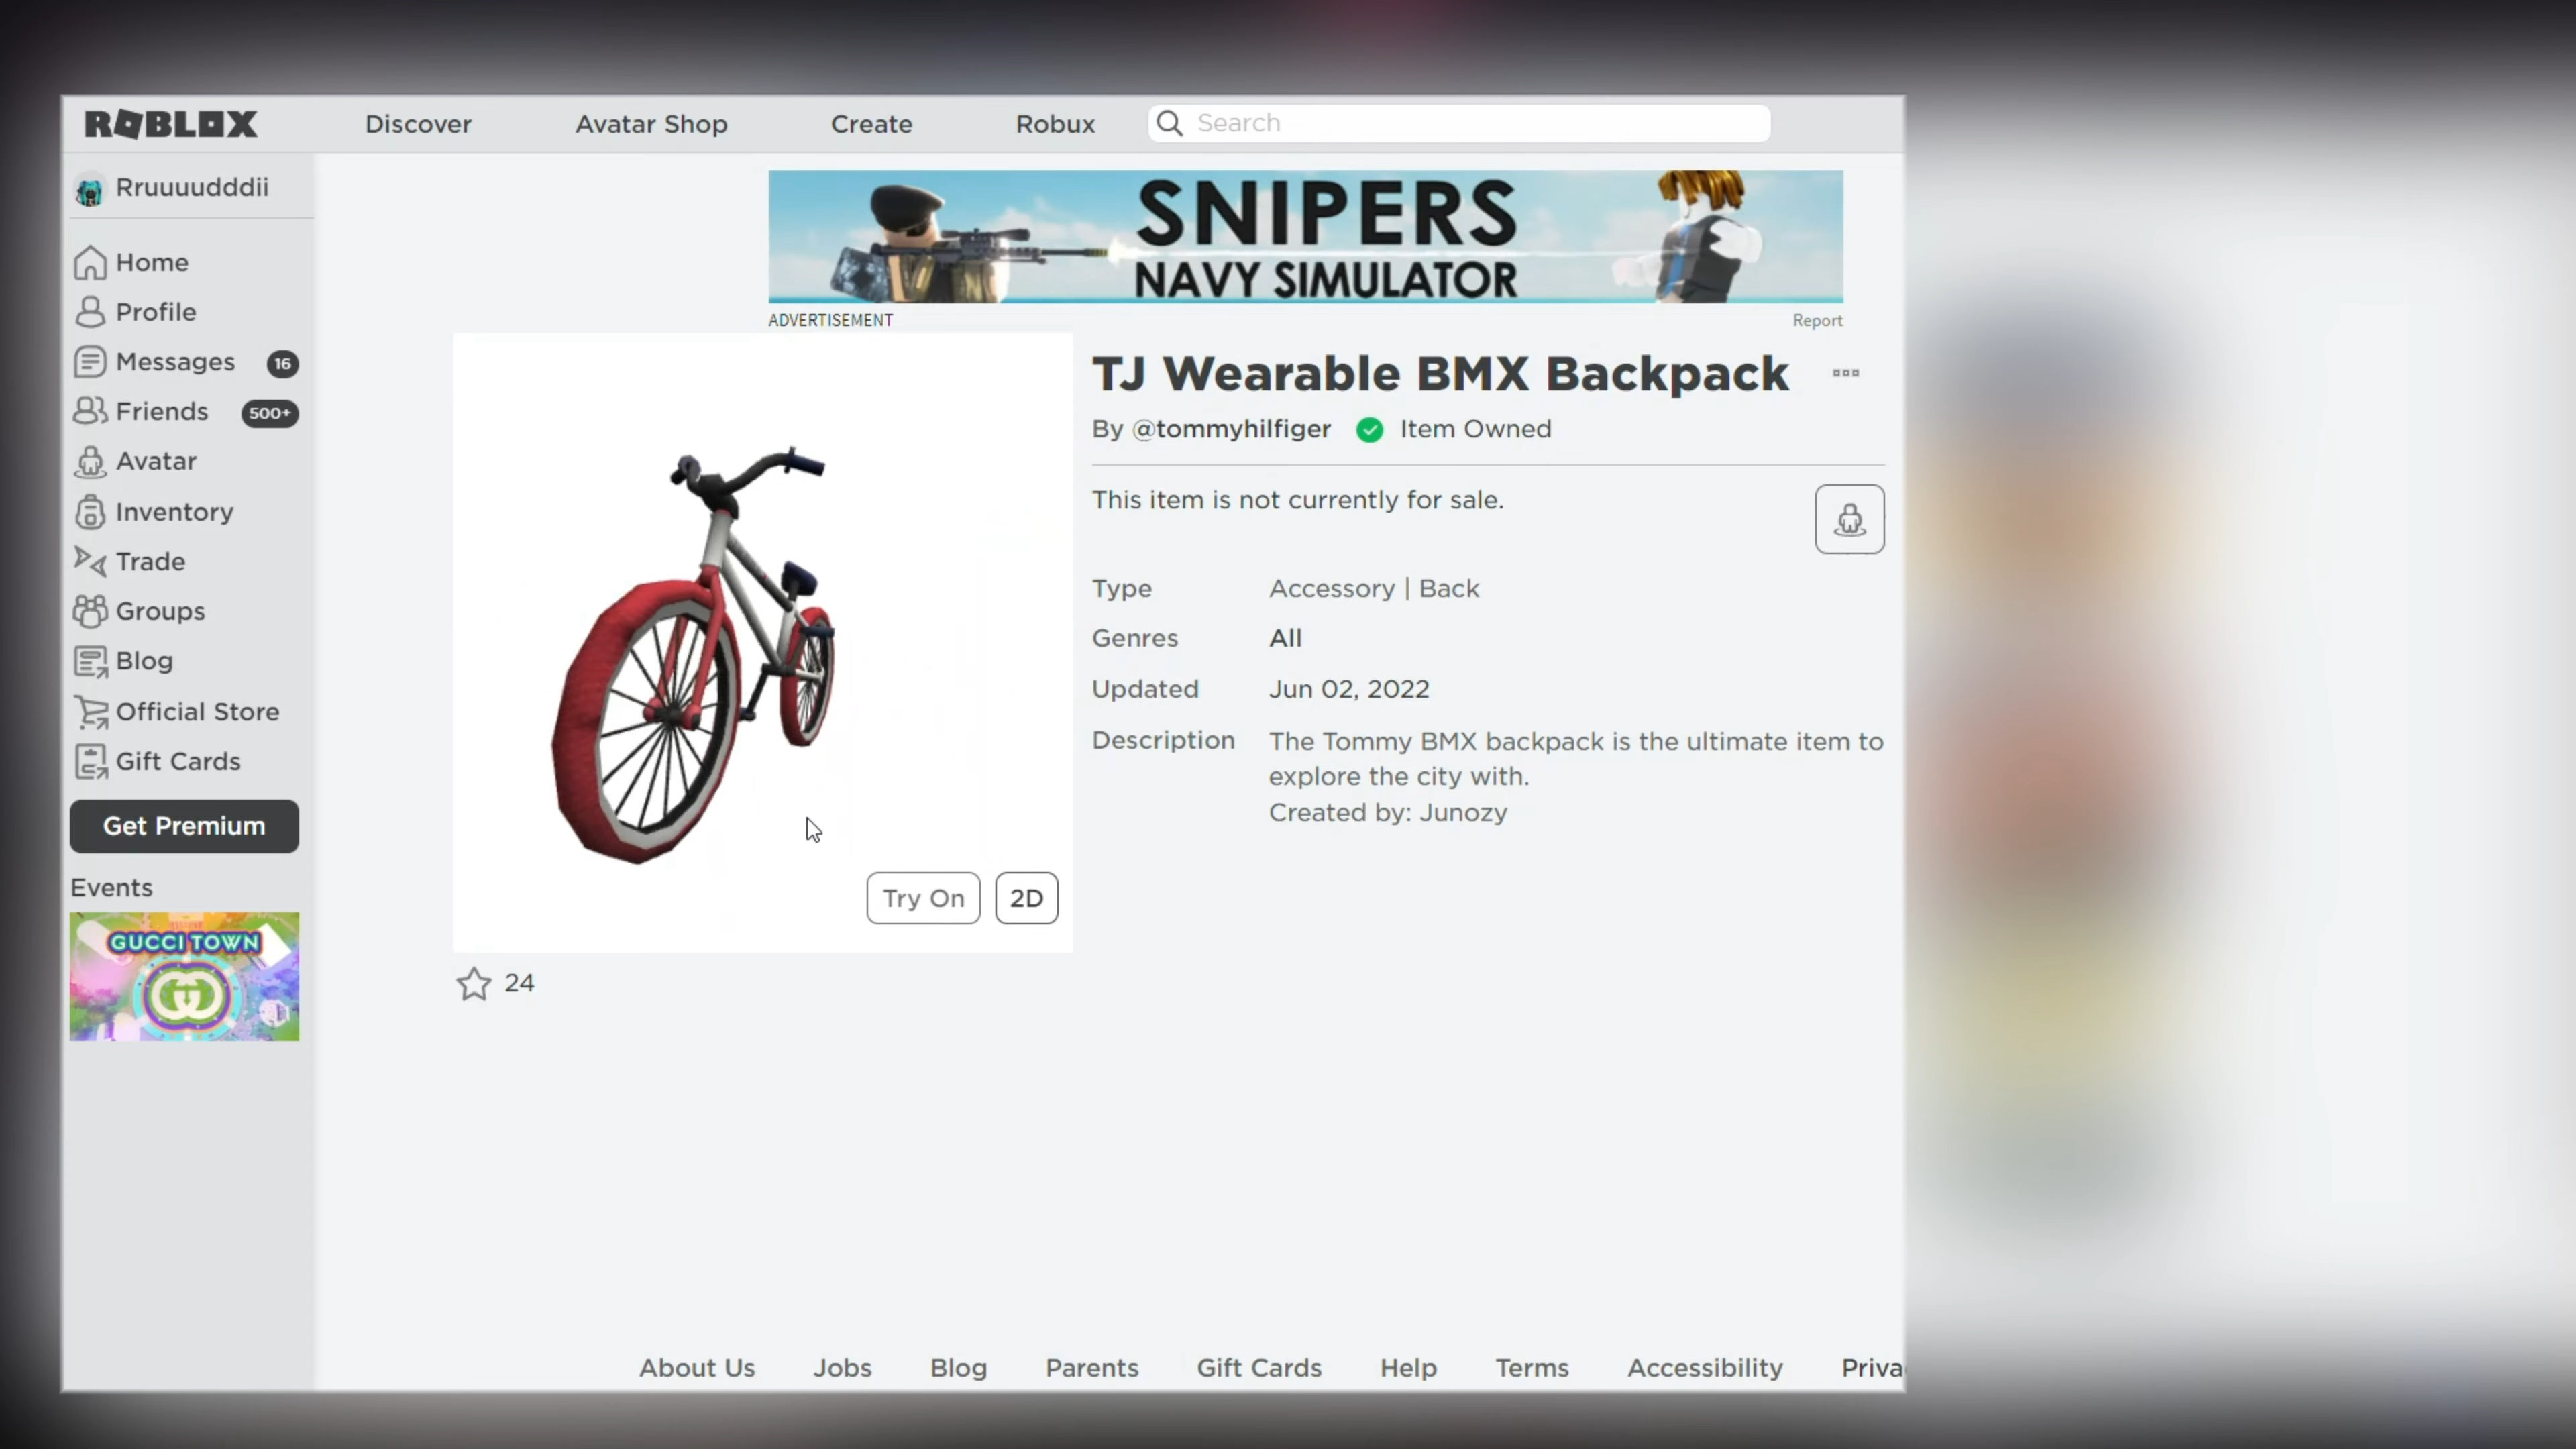 ROBLOX
Discover
Avatar Shop
Create
Robux
Search
Rruuuudddii
Home
Profile
Messages 16
Friends 500+
Avatar
Inventory
Trade
Groups
Blog
Official Store
Gift Cards
Get Premium
Events
GUCCI TOWN
SNIPERS
NAVY SIMULATOR
ADVERTISEMENT
Report
TJ Wearable BMX Backpack
By @tommyhilfiger Item Owned
This item is not currently for sale.
Type Accessory | Back
Genres All
Updated Jun 02, 2022
Description The Tommy BMX backpack is the ultimate item to
explore the city with.
Created by: Junozy
Try On
2D
24
About Us
Jobs
Blog
Parents
Gift Cards
Help
Terms
Accessibility
Priva